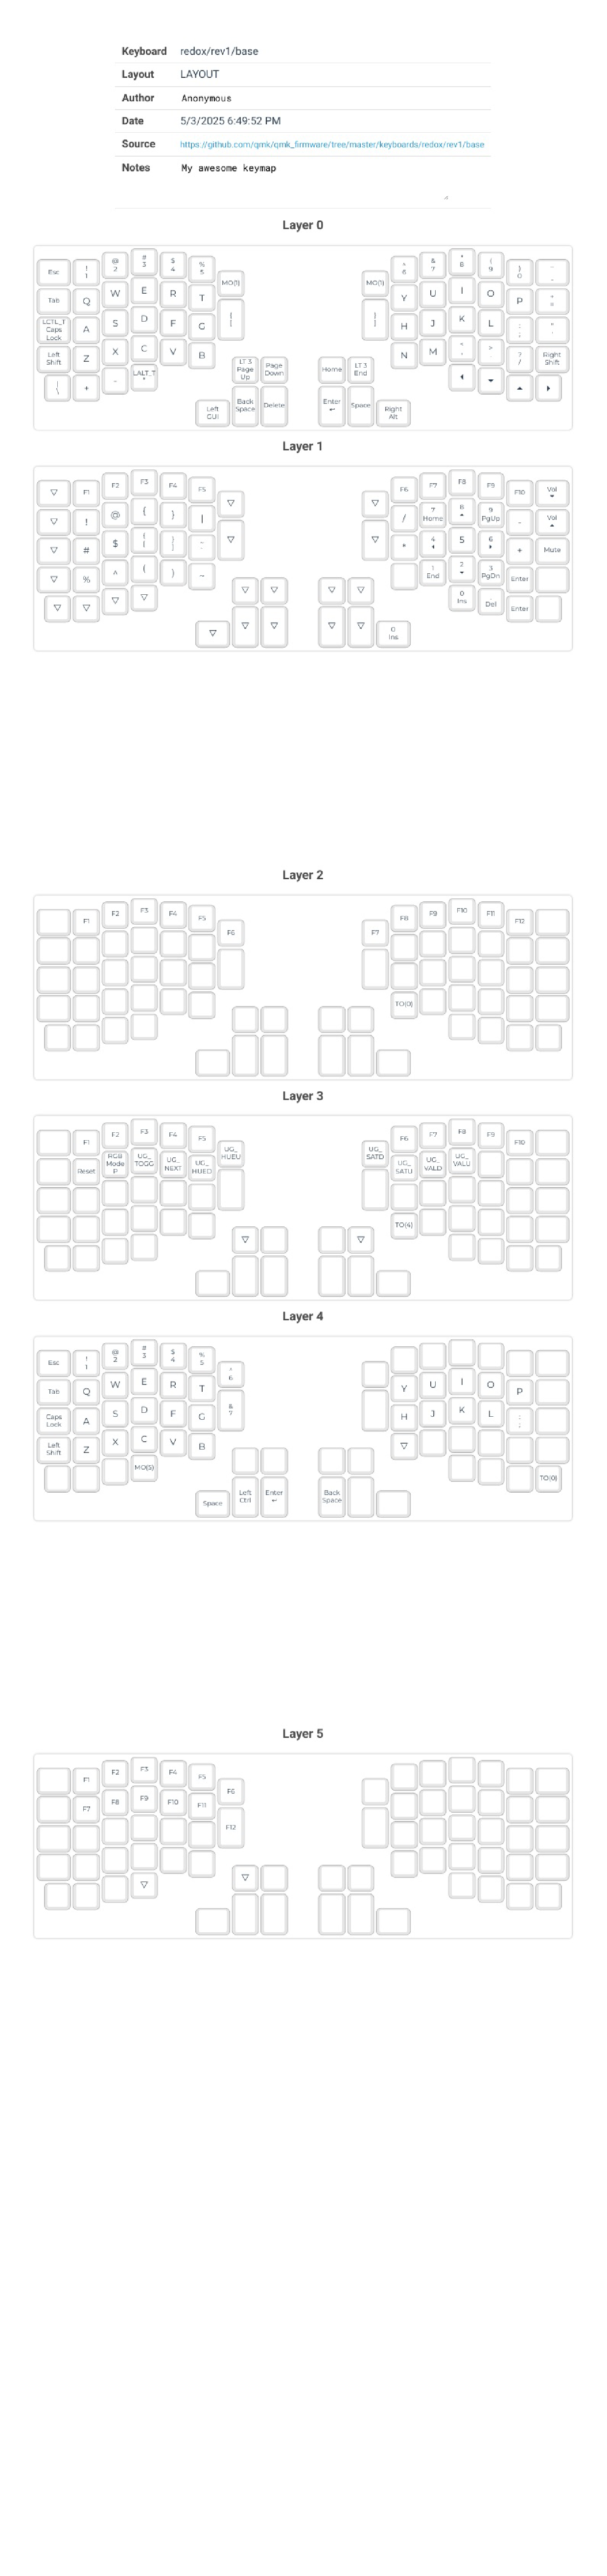 Keyboard redox/rev1/base
Layout LAYOUT
Author Anonymous
Date 5/3/2025 6:49:52 PM
Source https://github.com/qmk/qmk_firmware/tree/master/keyboards/redox/rev1/base
Notes My awesome keymap
Layer 0
Esc ! 1 @ 2 # 3 $ 4 % 5 MO(1) MO(1) ^ 6 & 7 * 8 ( 9 ) 0
Tab Q W E R T Y U I O P
LCTL_T Caps Lock A S D F G H J K L : ;
Left Shift Z X C V B LT 3 Page Up Page Down Home LT 3 End N M > . ? / Right Shift
| \ + LALT_T
Left GUI Back Space Delete Enter ↵ Space Right Alt
Layer 1
▽ F1 F2 F3 F4 F5 ▽ ▽ F6 F7 F8 F9 F10 Vol
▽ ! @ { } | / 7 Home 8 9 PgUp - Vol
▽ # $ ▽ ▽ 4 5 6 + Mute
▽ % ^ ( ) ~ ▽ ▽ ▽ ▽ 1 End 2 3 PgDn Enter
▽ ▽ ▽ ▽ 0 Ins . Del Enter
▽ ▽ ▽ ▽ ▽ 0 Ins
Layer 2
F1 F2 F3 F4 F5 F6 F7 F8 F9 F10 F11 F12
TO(0)
Layer 3
F1 F2 F3 F4 F5 UG_ HUEU UG_ SATD F6 F7 F8 F9 F10
Reset RGB Mode P UG_ TOGG UG_ NEXT UG_ HUED UG_ SATU UG_ VALD UG_ VALU
▽ ▽ TO(4)
Layer 4
Esc ! 1 @ 2 # 3 $ 4 % 5 ^ 6
Tab Q W E R T & 7 Y U I O P
Caps Lock A S D F G H J K L : ;
Left Shift Z X C V B ▽
MO(5) TO(0)
Space Left Ctrl Enter ↵ Back Space
Layer 5
F1 F2 F3 F4 F5 F6
F7 F8 F9 F10 F11 F12
▽ ▽